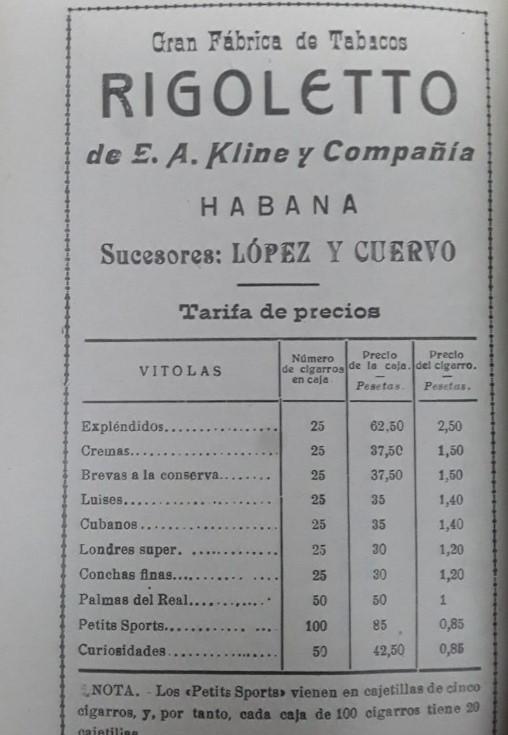 Gran Fábrica de Tabacos
RIGOLETTO
de E. A. Kline y Compañía
HABANA
Sucesores: LÓPEZ Y CUERVO
Tarifa de precios
VITOLAS | Número de cigarros en caja | Precio de la caja. — Pesetas. | Precio del cigarro. — Pesetas.
Expléndidos 25 62,50 2,50
Cremas 25 37,50 1,50
Brevas a la conserva 25 37,50 1,50
Luises 25 35 1,40
Cubanos 25 35 1,40
Londres super. 25 30 1,20
Conchas finas 25 30 1,20
Palmas del Real 50 50 1
Petits Sports 100 85 0,85
Curiosidades 50 42,50 0,85
NOTA. - Los «Petits Sports» vienen en cajetillas de cinco
cigarros, y, por tanto, cada caja de 100 cigarros tiene 20
cajetillas